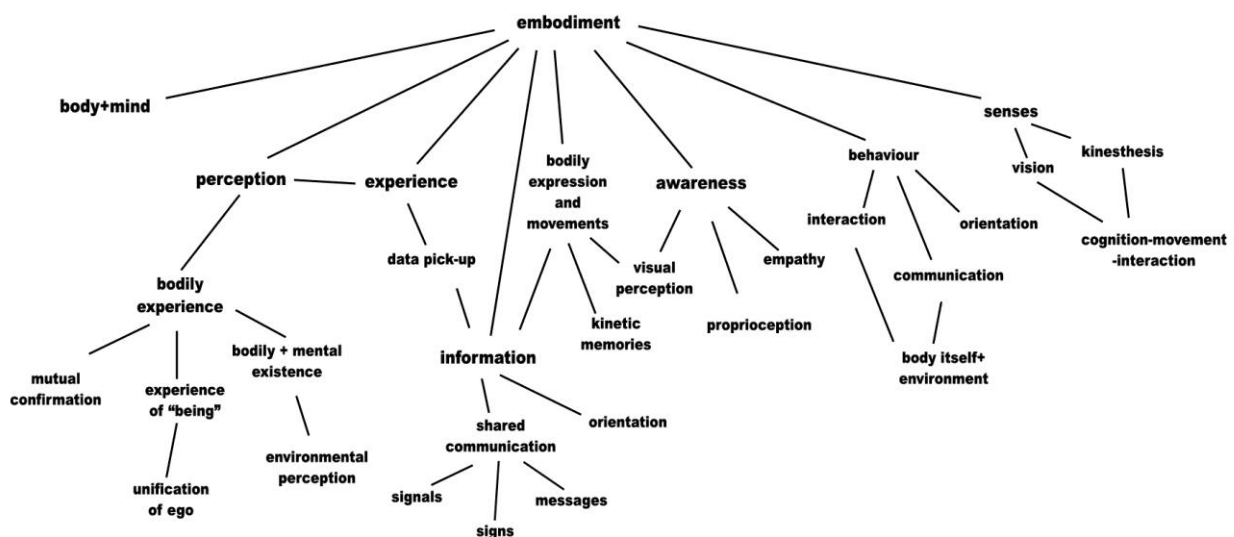 embodiment
body+mind
senses
kinesthesis
vision
behaviour
bodily
expression
and
movements
perception
experience
awareness
interaction
orientation
cognition-movement
-interaction
data pick-up
visual
perception
empathy
communication
bodily
experience
kinetic
memories
proprioception
bodily + mental
existence
information
body itself+
environment
mutual
confirmation
experience
of “being”
shared
communication
orientation
environmental
perception
unification
of ego
signals
messages
signs